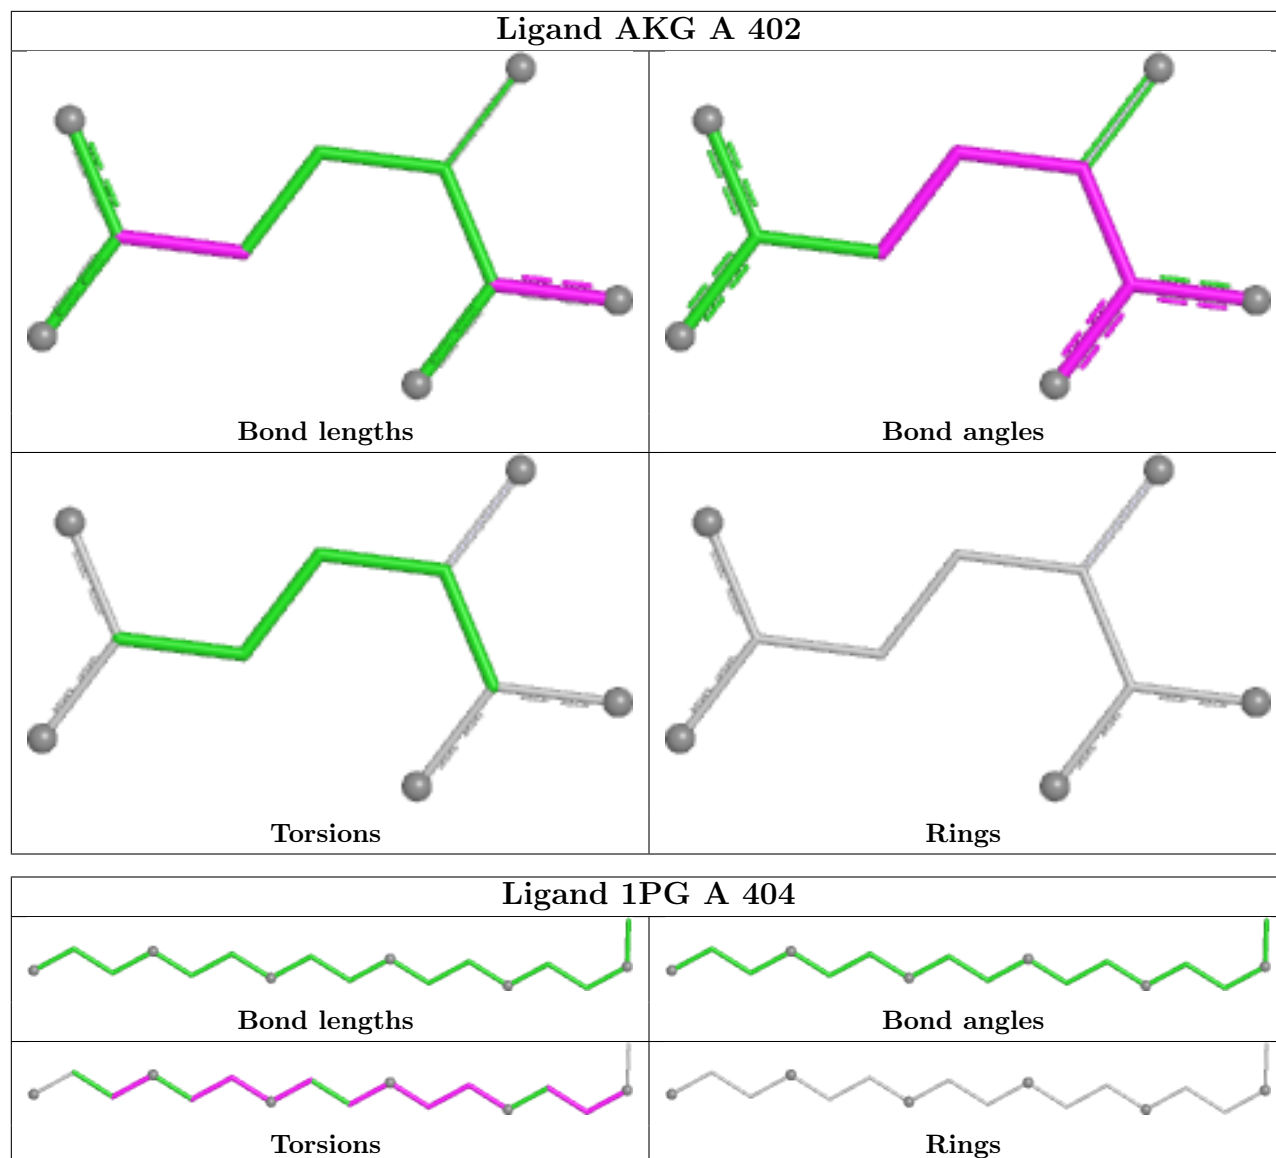 Ligand AKG A 402
Bond lengths
Bond angles
Torsions
Rings
Ligand 1PG A 404
Bond lengths
Bond angles
Torsions
Rings